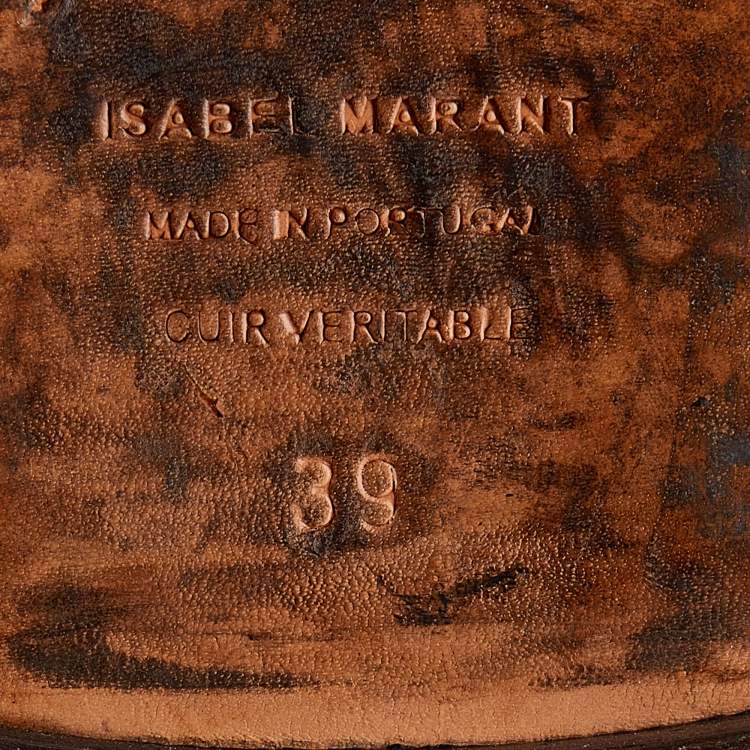 ISABEL MARANT
MADE IN PORTUGAL
CUIR VERITABLE
39